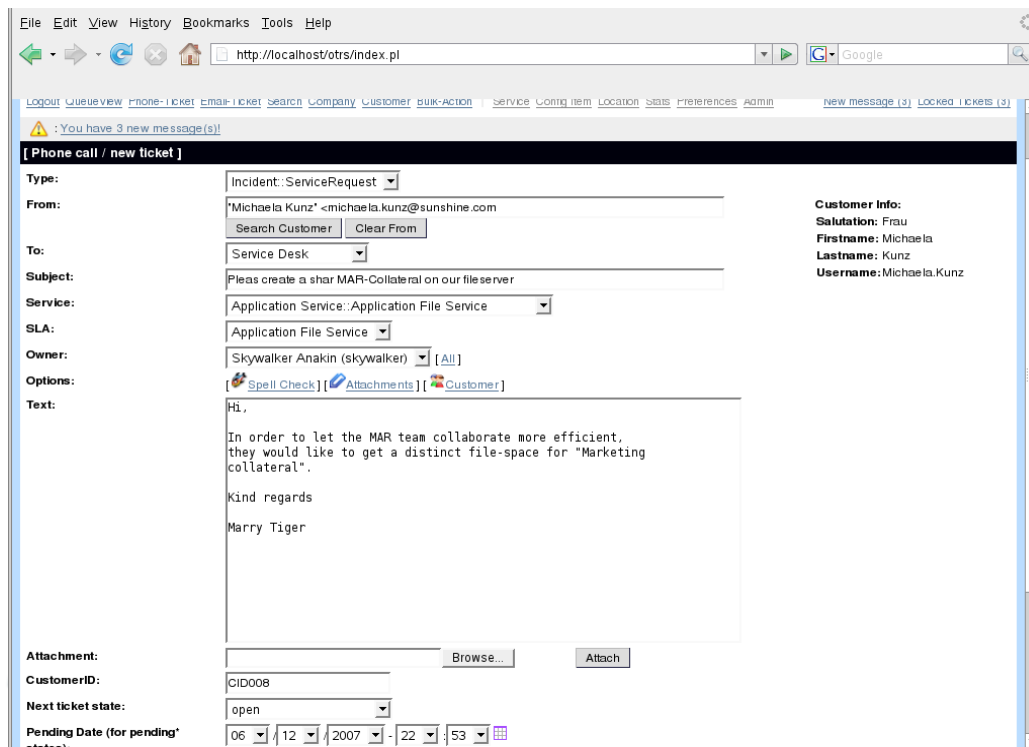 File Edit View History Bookmarks Tools Help
http://localhost/otrs/index.pl
G Google
Logout QueueView Phone-Ticket Email-Ticket Search Company Customer Bulk-Action Service Config Item Location Stats Preferences Admin New message (3) Locked Tickets (3)
: You have 3 new message(s)!
[ Phone call / new ticket ]
Type: Incident::ServiceRequest
From: "Michaela Kunz" <michaela.kunz@sunshine.com
Customer Info:
Salutation: Frau
Firstname: Michaela
Lastname: Kunz
Username: Michaela.Kunz
Search Customer Clear From
To: Service Desk
Subject: Pleas create a shar MAR-Collateral on our fileserver
Service: Application Service::Application File Service
SLA: Application File Service
Owner: Skywalker Anakin (skywalker) [ All ]
Options: [ Spell Check ] [ Attachments ] [ Customer ]
Text: Hi,
In order to let the MAR team collaborate more efficient,
they would like to get a distinct file-space for "Marketing
collateral".
Kind regards
Marry Tiger
Attachment: Browse... Attach
CustomerID: CID008
Next ticket state: open
Pending Date (for pending* 06 / 12 / 2007 - 22 : 53
states):